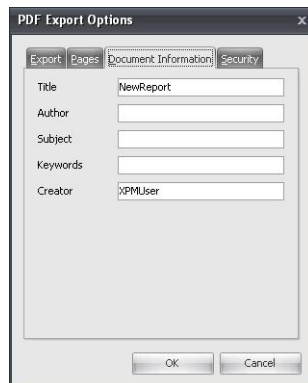 PDF Export Options x
Export Pages Document Information Security
Title NewReport
Author
Subject
Keywords
Creator XPMUser
OK Cancel